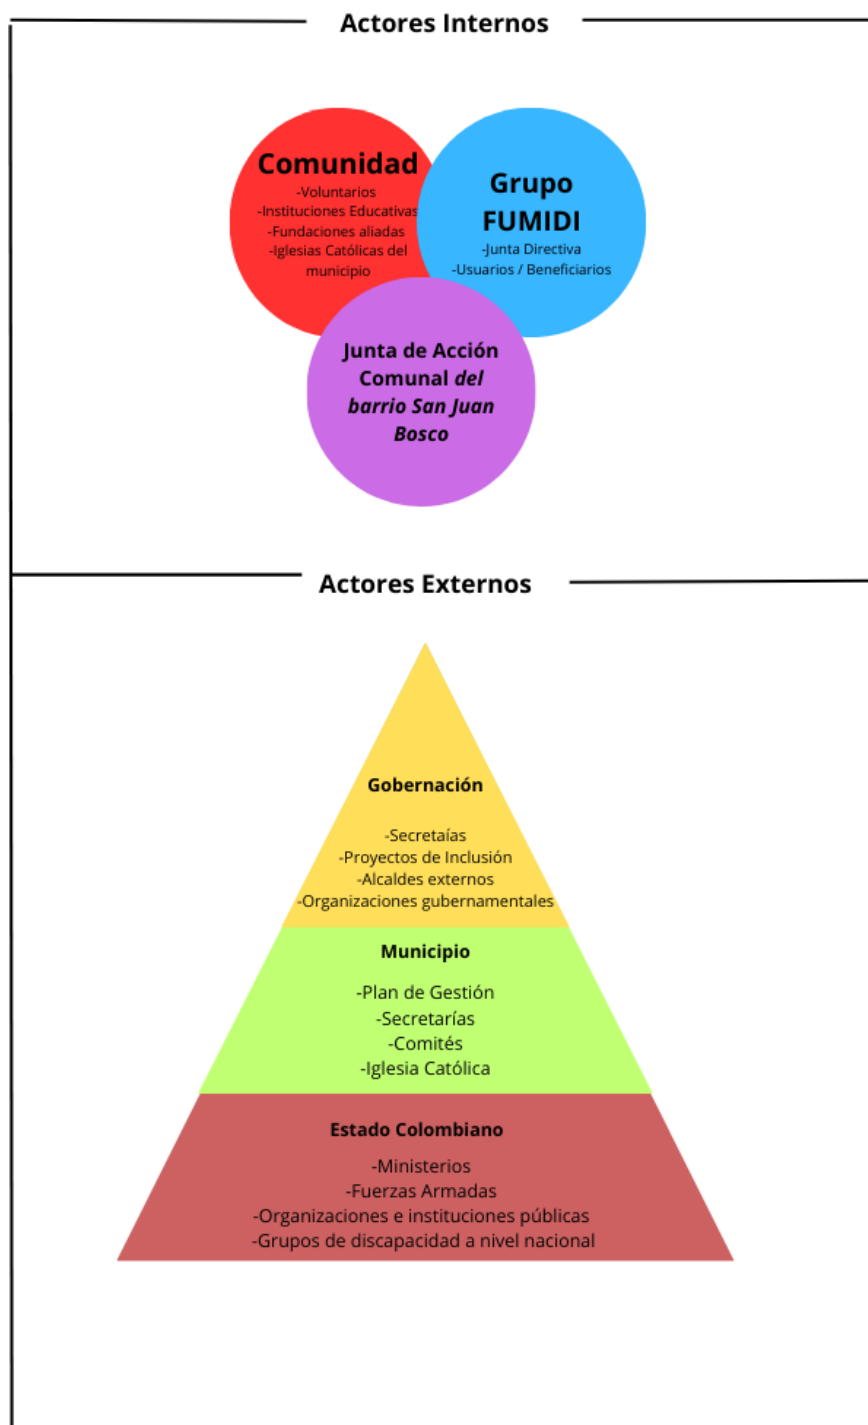 Actores Internos
Comunidad
-Voluntarios
-Instituciones Educativas
-Fundaciones aliadas
-Iglesias Católicas del
municipio
Grupo
FUMIDI
-Junta Directiva
-Usuarios / Beneficiarios
Junta de Acción
Comunal del
barrio San Juan
Bosco
Actores Externos
Gobernación
-Secretaías
-Proyectos de Inclusión
-Alcaldes externos
-Organizaciones gubernamentales
Municipio
-Plan de Gestión
-Secretarías
-Comités
-Iglesia Católica
Estado Colombiano
-Ministerios
-Fuerzas Armadas
-Organizaciones e instituciones públicas
-Grupos de discapacidad a nivel nacional